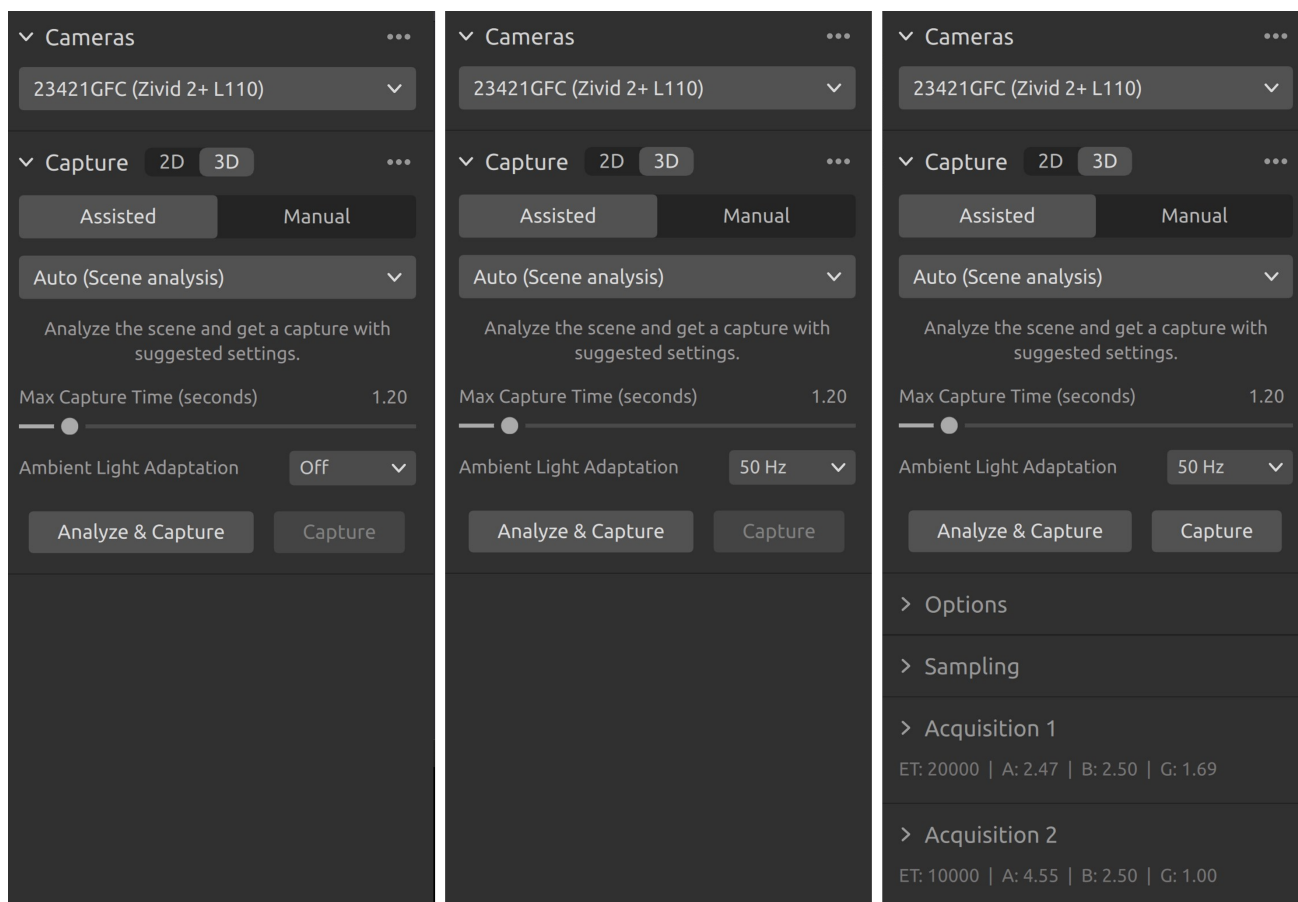 Cameras
23421GFC (Zivid 2+ L110)
Capture 2D 3D
Assisted Manual
Auto (Scene analysis)
Analyze the scene and get a capture with
suggested settings.
Max Capture Time (seconds) 1.20
Ambient Light Adaptation Off
Analyze & Capture Capture
Cameras
23421GFC (Zivid 2+ L110)
Capture 2D 3D
Assisted Manual
Auto (Scene analysis)
Analyze the scene and get a capture with
suggested settings.
Max Capture Time (seconds) 1.20
Ambient Light Adaptation 50 Hz
Analyze & Capture Capture
Cameras
23421GFC (Zivid 2+ L110)
Capture 2D 3D
Assisted Manual
Auto (Scene analysis)
Analyze the scene and get a capture with
suggested settings.
Max Capture Time (seconds) 1.20
Ambient Light Adaptation 50 Hz
Analyze & Capture Capture
Options
Sampling
Acquisition 1
ET: 20000 | A: 2.47 | B: 2.50 | G: 1.69
Acquisition 2
ET: 10000 | A: 4.55 | B: 2.50 | G: 1.00